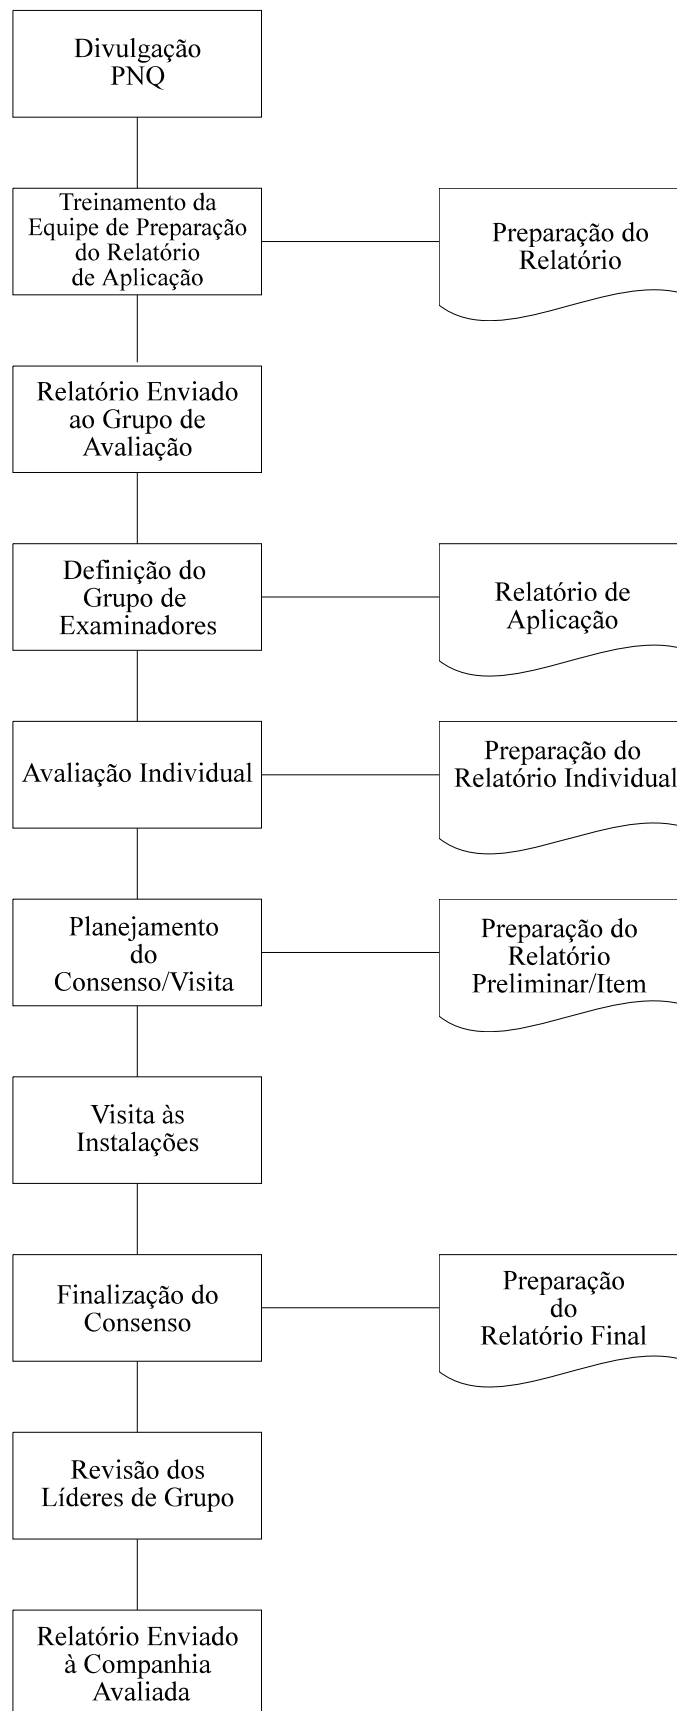 Divulgação
PNQ
Treinamento da
Equipe de Preparação
do Relatório
de Aplicação
Preparação do
Relatório
Relatório Enviado
ao Grupo de
Avaliação
Definição do
Grupo de
Examinadores
Relatório de
Aplicação
Avaliação Individual
Preparação do
Relatório Individual
Planejamento
do
Consenso/Visita
Preparação do
Relatório
Preliminar/Item
Visita às
Instalações
Finalização do
Consenso
Preparação
do
Relatório Final
Revisão dos
Líderes de Grupo
Relatório Enviado
à Companhia
Avaliada